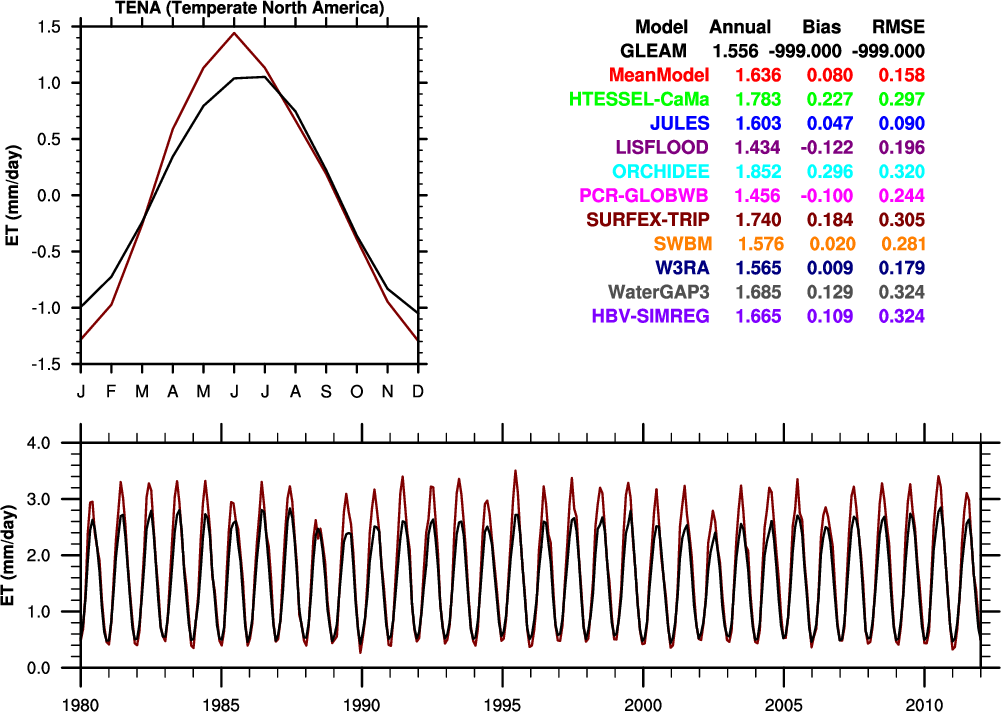 TENA (Temperate North America)
1.5
1.0
0.5
0.0
-0.5
-1.0
-1.5
ET (mm/day)
J F M A M J J A S O N D
Model Annual Bias RMSE
GLEAM 1.556 -999.000 -999.000
MeanModel 1.636 0.080 0.158
HTESSEL-CaMa 1.783 0.227 0.297
JULES 1.603 0.047 0.090
LISFLOOD 1.434 -0.122 0.196
ORCHIDEE 1.852 0.296 0.320
PCR-GLOBWB 1.456 -0.100 0.244
SURFEX-TRIP 1.740 0.184 0.305
SWBM 1.576 0.020 0.281
W3RA 1.565 0.009 0.179
WaterGAP3 1.685 0.129 0.324
HBV-SIMREG 1.665 0.109 0.324
4.0
3.0
2.0
1.0
0.0
ET (mm/day)
1980 1985 1990 1995 2000 2005 2010